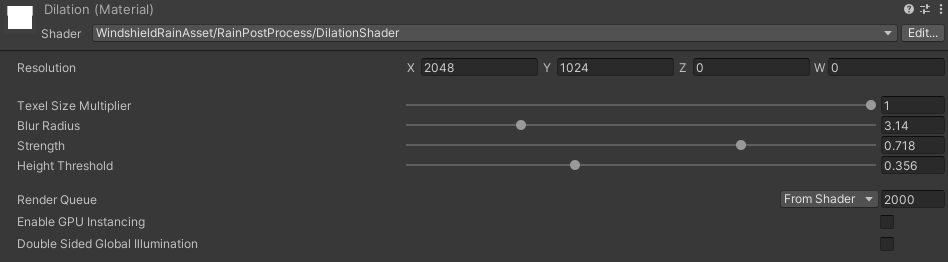 Dilation (Material)
Shader WindshieldRainAsset/RainPostProcess/DilationShader Edit...
Resolution X 2048 Y 1024 Z 0 W 0
Texel Size Multiplier 1
Blur Radius 3.14
Strength 0.718
Height Threshold 0.356
Render Queue From Shader 2000
Enable GPU Instancing
Double Sided Global Illumination